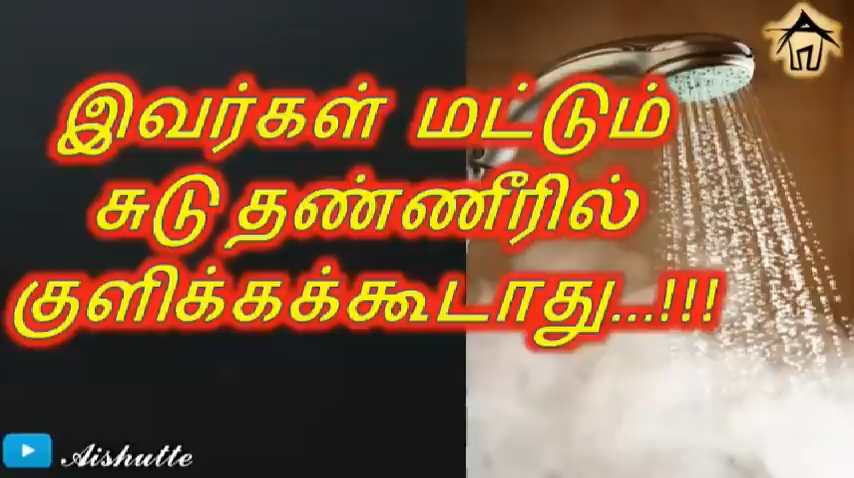 இவர்கள் மட்டும்
சுடு தண்ணீரில்
குளிக்கக்கூடாது...!!!
Aishutte